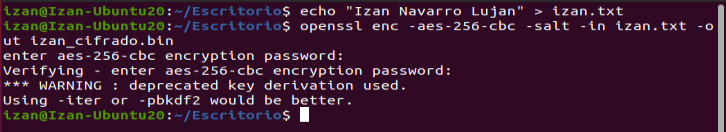 izan@Izan-Ubuntu20:~/Escritorio$ echo "Izan Navarro Lujan" > izan.txt
izan@Izan-Ubuntu20:~/Escritorio$ openssl enc -aes-256-cbc -salt -in izan.txt -o
ut izan_cifrado.bin
enter aes-256-cbc encryption password:
Verifying - enter aes-256-cbc encryption password:
*** WARNING : deprecated key derivation used.
Using -iter or -pbkdf2 would be better.
izan@Izan-Ubuntu20:~/Escritorio$